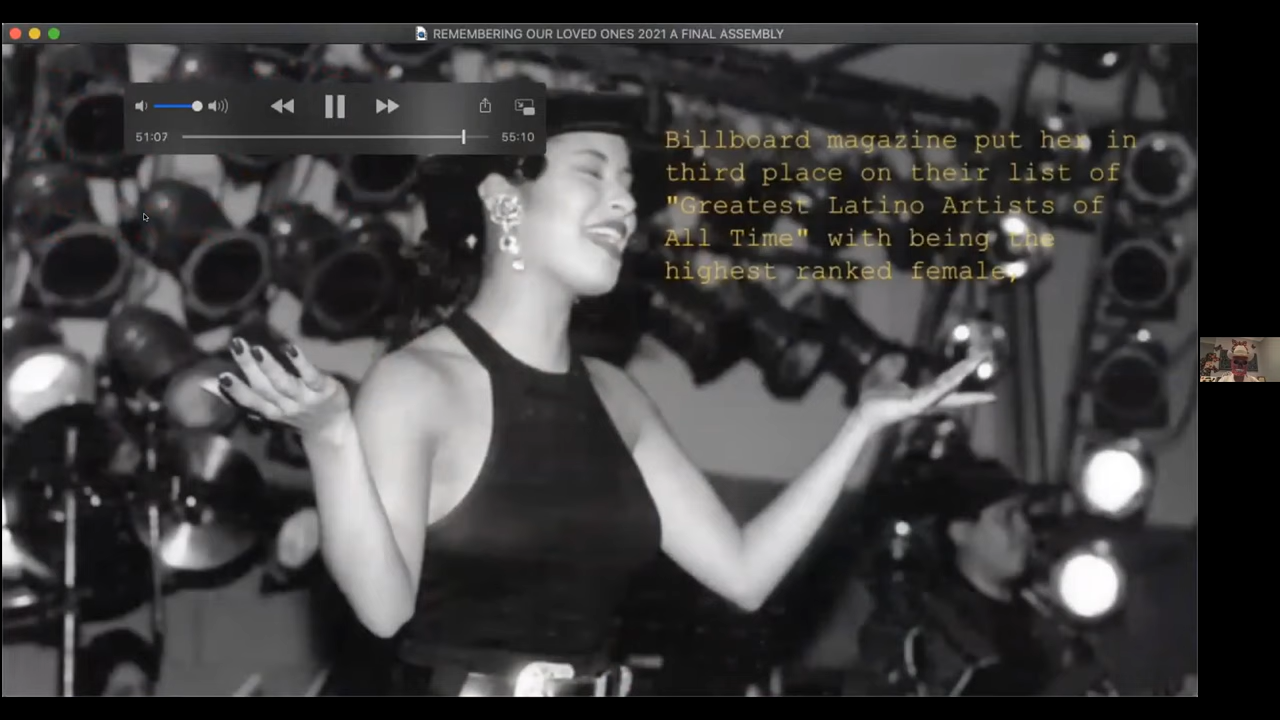 REMEMBERING OUR LOVED ONES 2021 A FINAL ASSEMBLY
51:07
55:10
Billboard magazine put her in
third place on their list of
"Greatest Latino Artists of
All Time" with being the
highest ranked female,